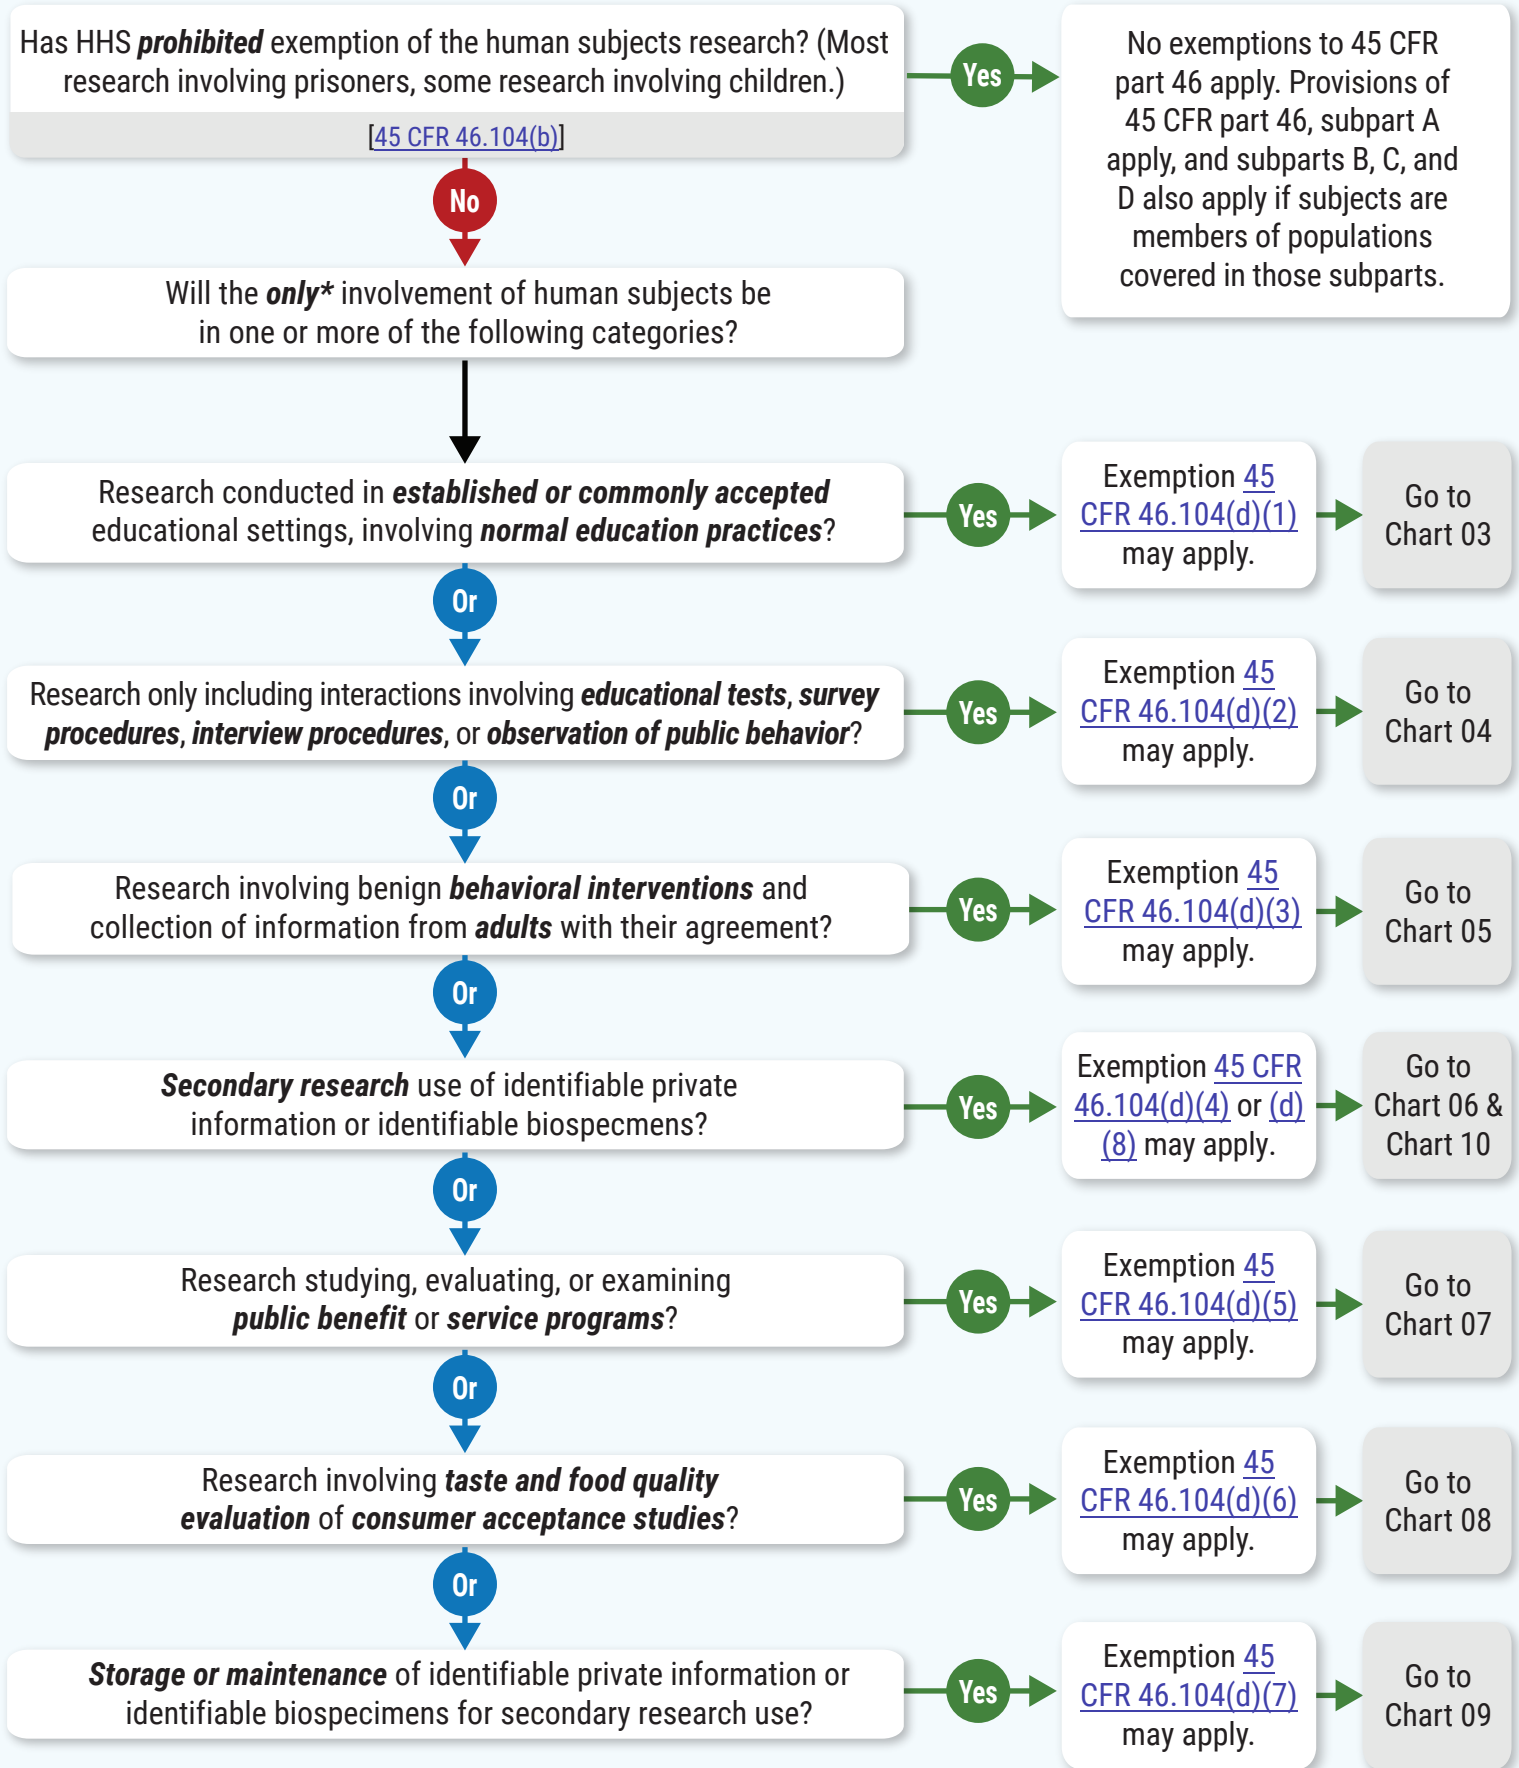 Has HHS prohibited exemption of the human subjects research? (Most
research involving prisoners, some research involving children.)
[45 CFR 46.104(b)]
Yes
No exemptions to 45 CFR
part 46 apply. Provisions of
45 CFR part 46, subpart A
apply, and subparts B, C, and
D also apply if subjects are
members of populations
covered in those subparts.
No
Will the only* involvement of human subjects be
in one or more of the following categories?
Research conducted in established or commonly accepted
educational settings, involving normal education practices?
Yes
Exemption 45
CFR 46.104(d)(1)
may apply.
Go to
Chart 03
Or
Research only including interactions involving educational tests, survey
procedures, interview procedures, or observation of public behavior?
Yes
Exemption 45
CFR 46.104(d)(2)
may apply.
Go to
Chart 04
Or
Research involving benign behavioral interventions and
collection of information from adults with their agreement?
Yes
Exemption 45
CFR 46.104(d)(3)
may apply.
Go to
Chart 05
Or
Secondary research use of identifiable private
information or identifiable biospecmens?
Yes
Exemption 45 CFR
46.104(d)(4) or (d)
(8) may apply.
Go to
Chart 06 &
Chart 10
Or
Research studying, evaluating, or examining
public benefit or service programs?
Yes
Exemption 45
CFR 46.104(d)(5)
may apply.
Go to
Chart 07
Or
Research involving taste and food quality
evaluation of consumer acceptance studies?
Yes
Exemption 45
CFR 46.104(d)(6)
may apply.
Go to
Chart 08
Or
Storage or maintenance of identifiable private information or
identifiable biospecimens for secondary research use?
Yes
Exemption 45
CFR 46.104(d)(7)
may apply.
Go to
Chart 09